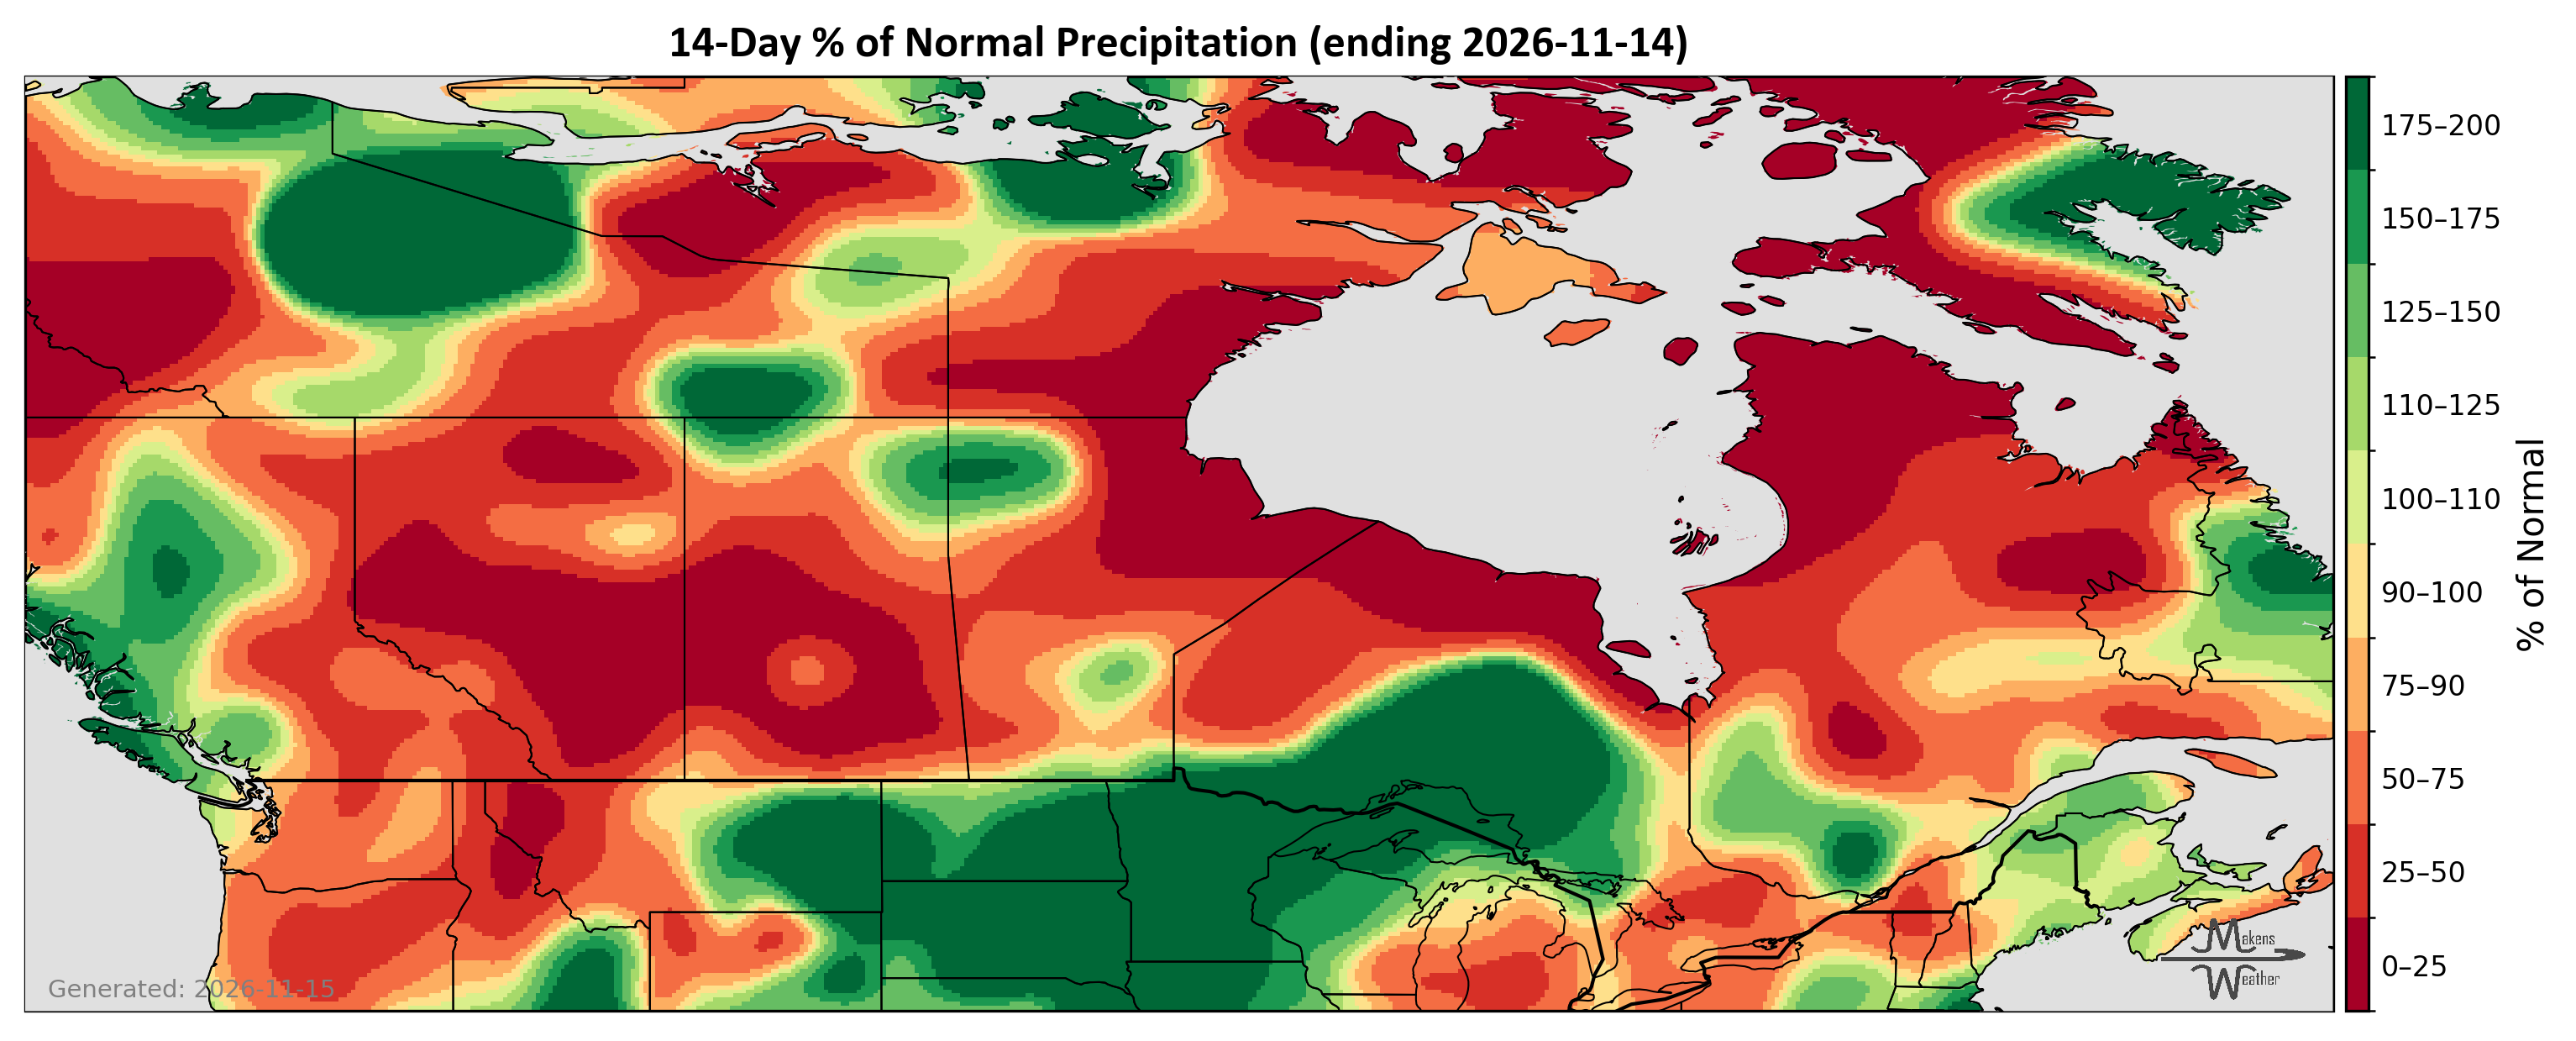 14-Day % of Normal Precipitation (ending 2026-11-14)
175–200
150–175
125–150
110–125
100–110
90–100
75–90
50–75
25–50
0–25
% of Normal
Generated: 2026-11-15
Makens
Weather